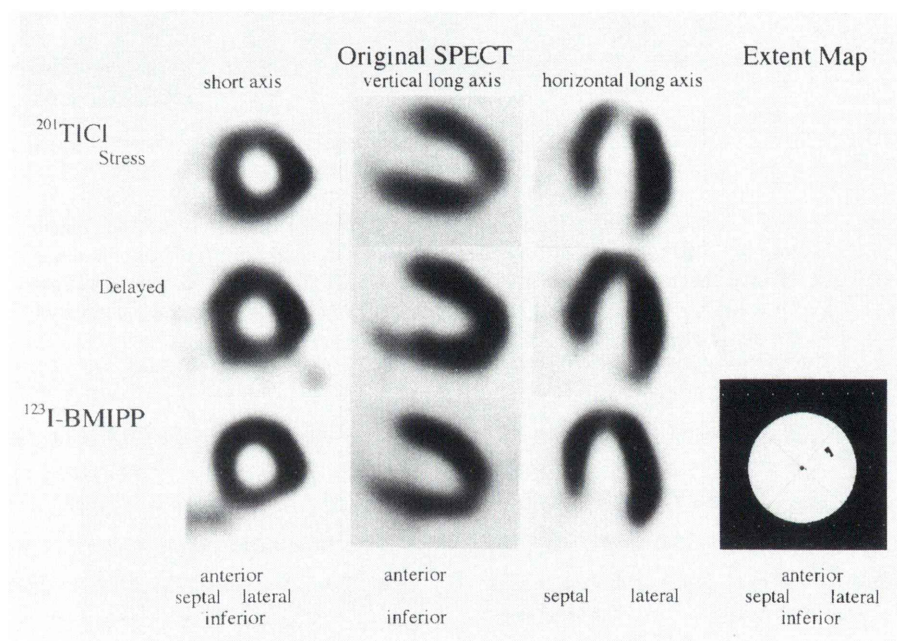 Original SPECT Extent Map
short axis vertical long axis horizontal long axis
²⁰¹TlCl
Stress
Delayed
¹²³I-BMIPP
anterior anterior anterior
septal lateral septal lateral septal lateral
inferior inferior inferior